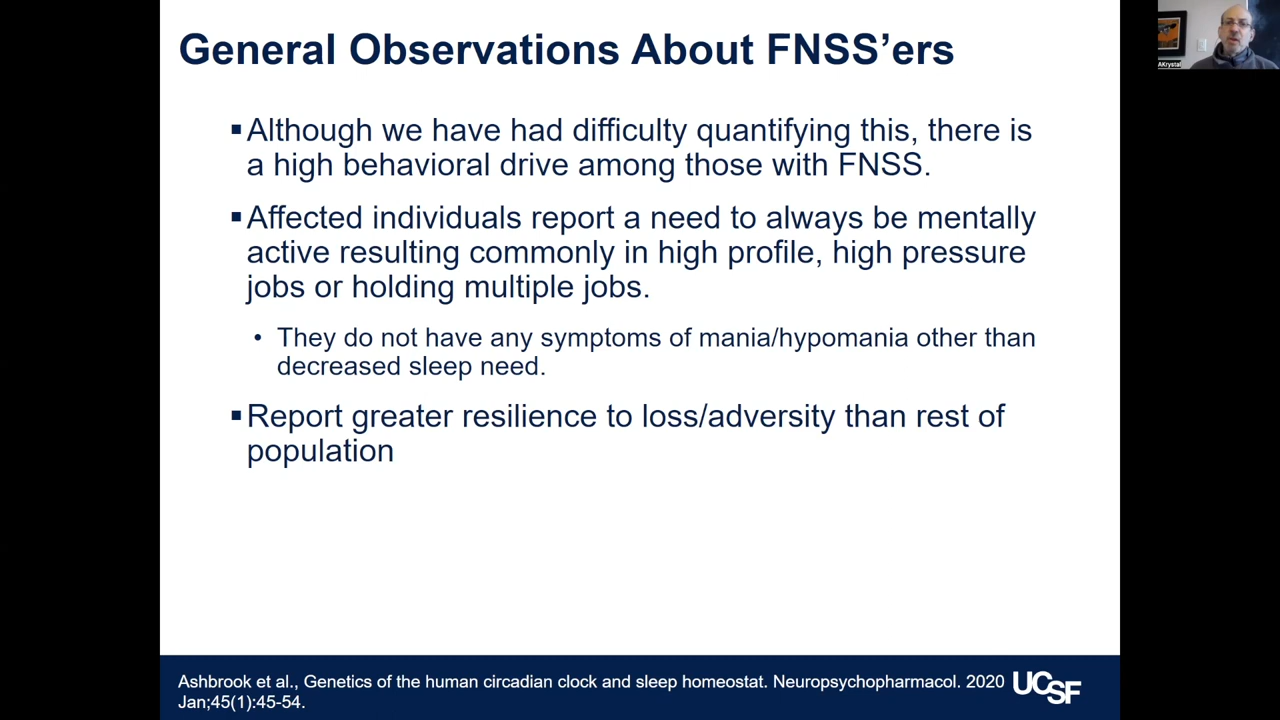 General Observations About FNSS’ers
▪Although we have had difficulty quantifying this, there is
a high behavioral drive among those with FNSS.
▪Affected individuals report a need to always be mentally
active resulting commonly in high profile, high pressure
jobs or holding multiple jobs.
• They do not have any symptoms of mania/hypomania other than
decreased sleep need.
▪Report greater resilience to loss/adversity than rest of
population
Ashbrook et al., Genetics of the human circadian clock and sleep homeostat. Neuropsychopharmacol. 2020
Jan;45(1):45-54.
UCSF
AKrystal